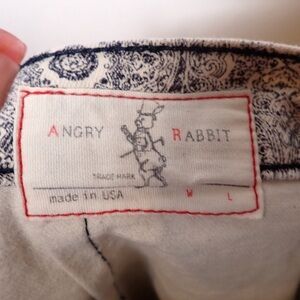 ANGRY RABBIT
TRADE MARK
made in USA W L